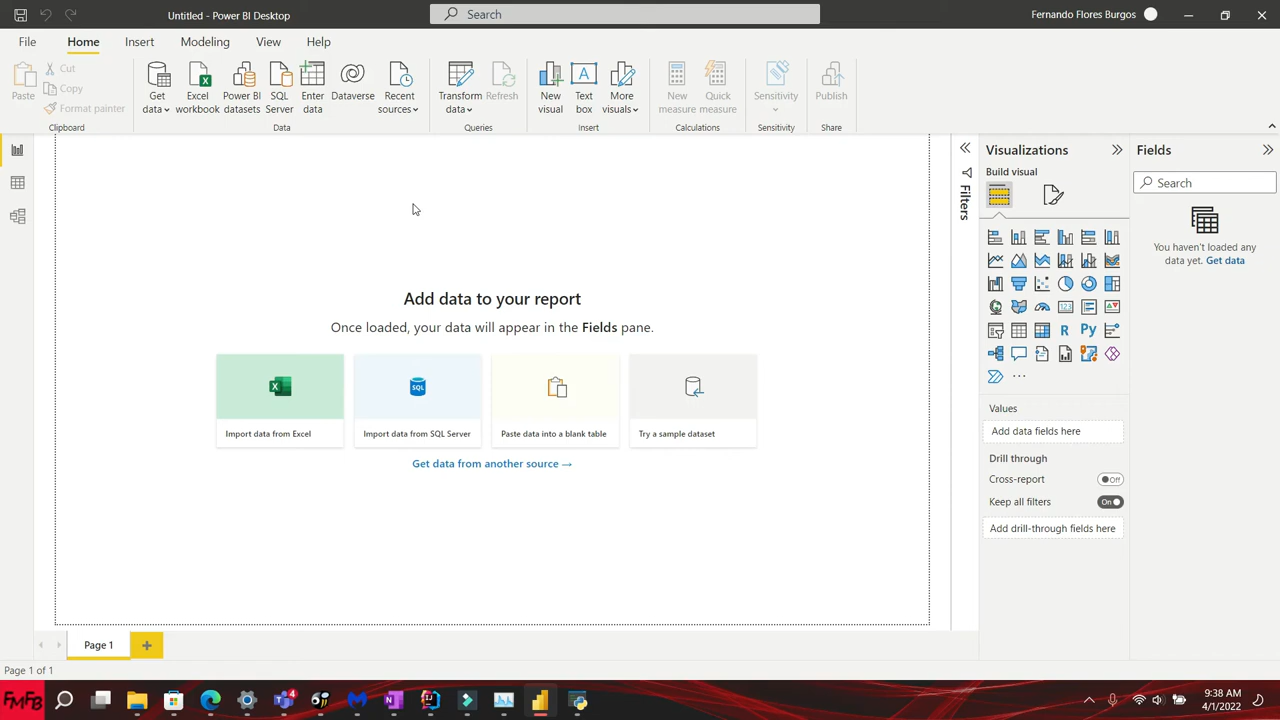 Untitled - Power BI Desktop
Search
Fernando Flores Burgos
File
Home
Insert
Modeling
View
Help
Paste
Cut
Copy
Format painter
Clipboard
Get
data
Excel
workbook
Power BI
datasets
SQL
Server
Enter
data
Dataverse
Recent
sources
Data
Transform
data
Refresh
Queries
New
visual
Text
box
More
visuals
Insert
New
measure
Quick
measure
Calculations
Sensitivity
Sensitivity
Publish
Share
Filters
Visualizations
Build visual
Fields
Search
You haven't loaded any
data yet. Get data
Add data to your report
Once loaded, your data will appear in the Fields pane.
SQL
Import data from Excel
Import data from SQL Server
Paste data into a blank table
Try a sample dataset
Get data from another source →
R
Py
123
Values
Add data fields here
Drill through
Cross-report
Off
Keep all filters
On
Add drill-through fields here
Page 1
Page 1 of 1
FMFB
4
9:38 AM
4/1/2022